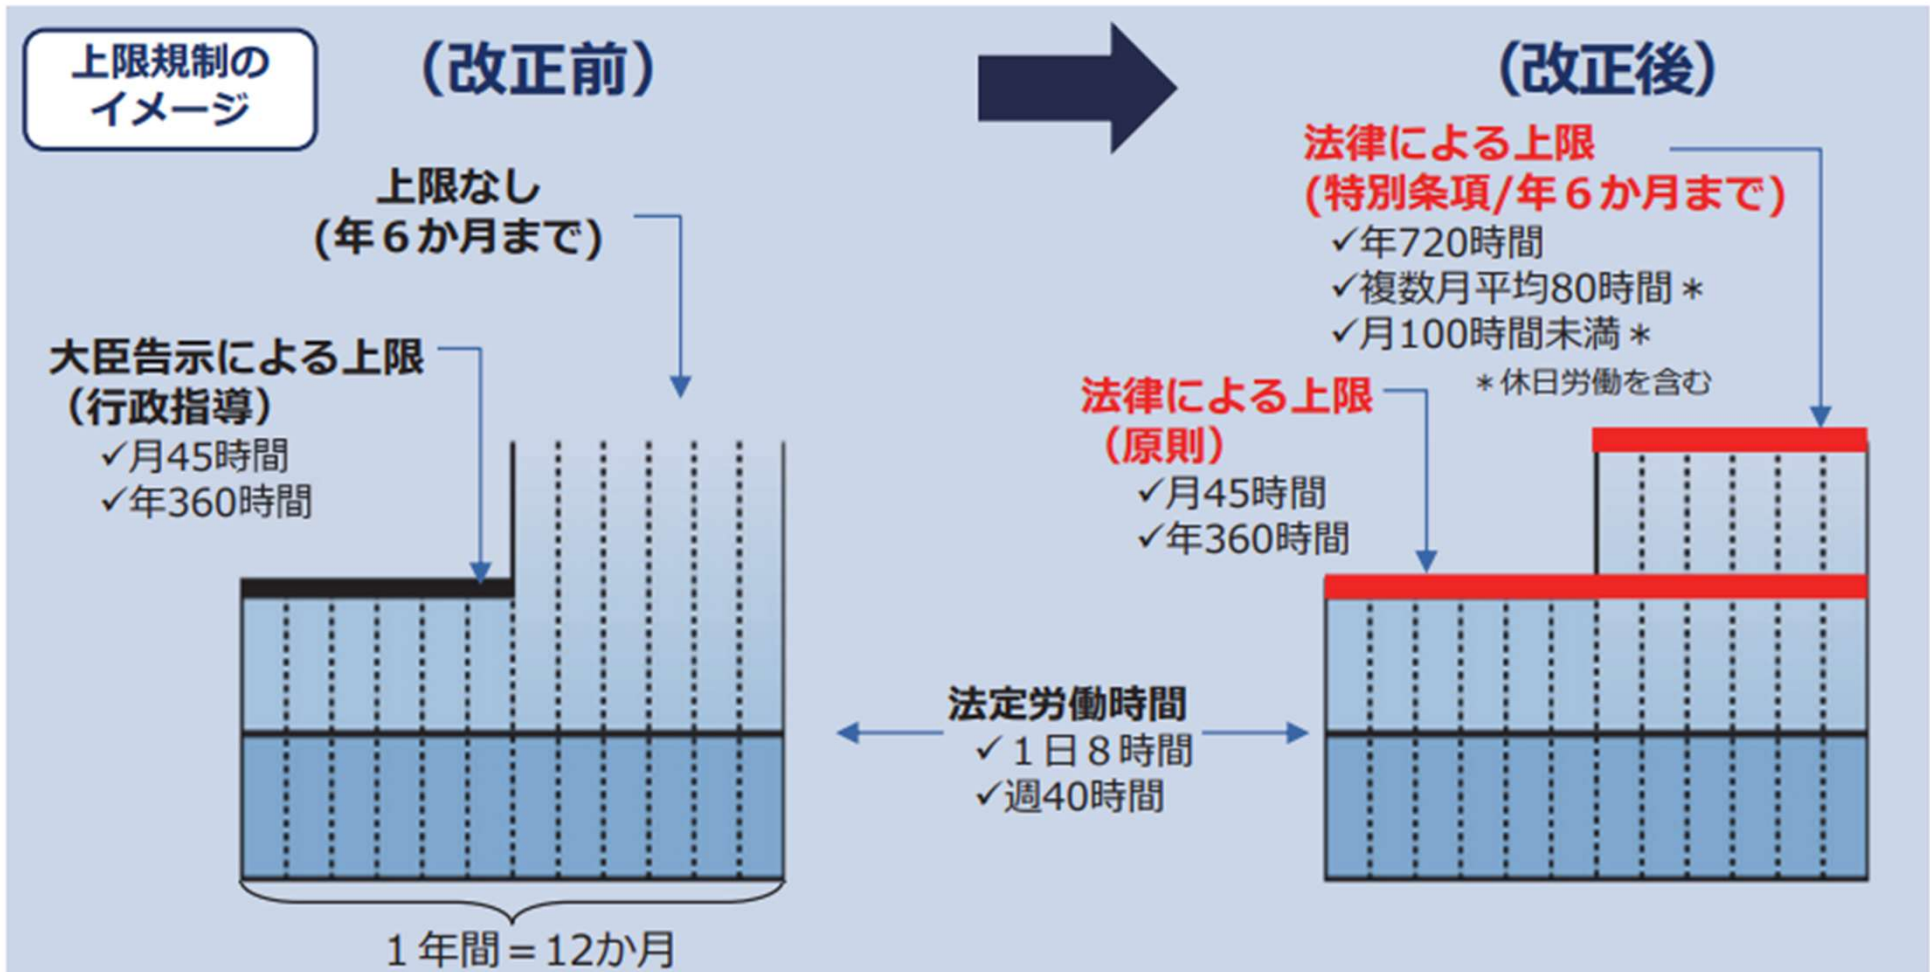 上限規制の
イメージ
（改正前）
（改正後）
上限なし
(年６か月まで)
大臣告示による上限
（行政指導）
✓月45時間
✓年360時間
法律による上限
(特別条項/年６か月まで)
✓年720時間
✓複数月平均80時間＊
✓月100時間未満＊
＊休日労働を含む
法律による上限
（原則）
✓月45時間
✓年360時間
法定労働時間
✓１日８時間
✓週40時間
１年間＝12か月